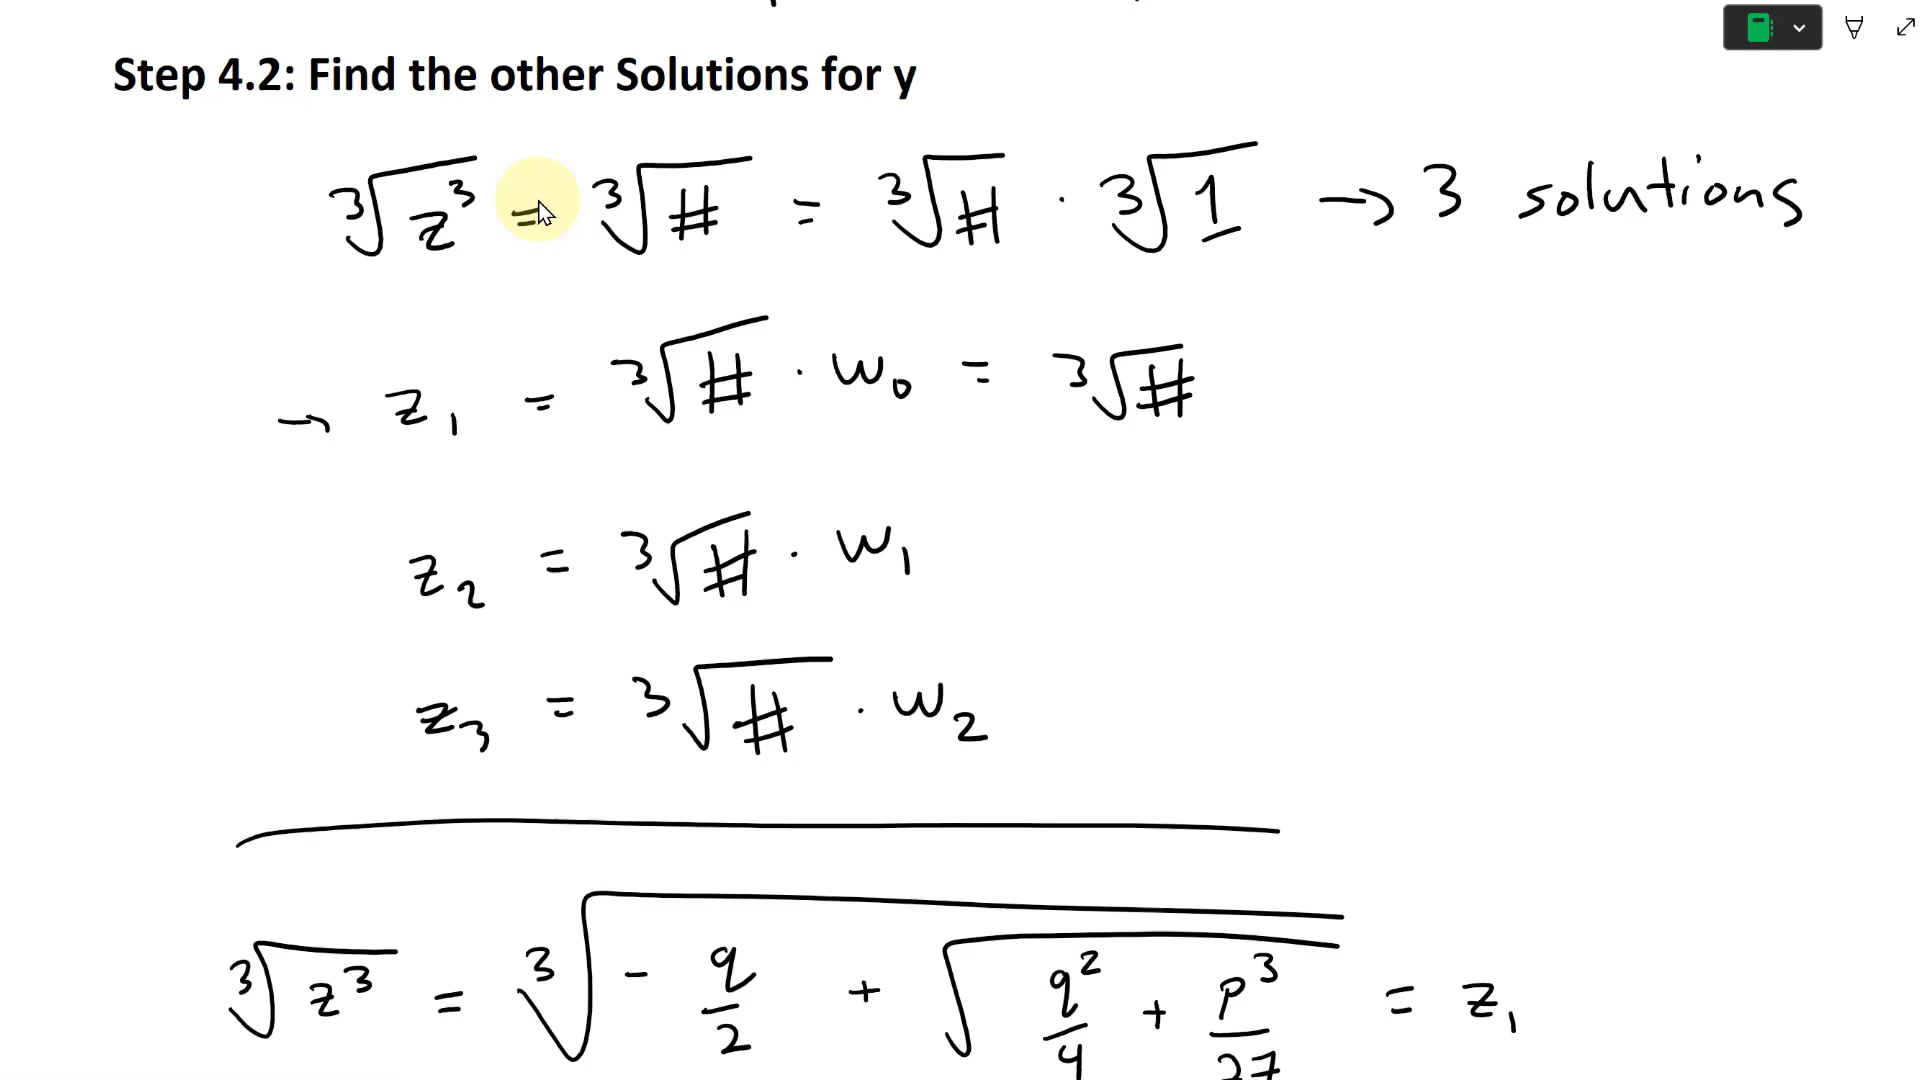 Step 4.2: Find the other Solutions for y
∛(z³) = ∛# = ∛# · ∛1 → 3 solutions
→ z₁ = ∛# · w₀ = ∛#
z₂ = ∛# · w₁
z₃ = ∛# · w₂
∛(z³) = ∛(-q/2 + √(q²/4 + p³/27)) = z₁